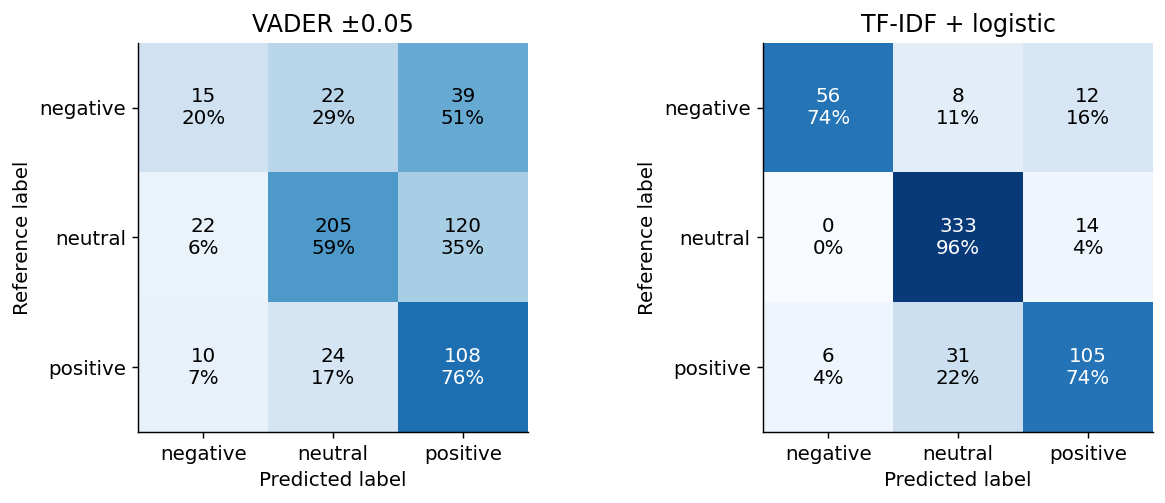 VADER ±0.05
Reference label
negative
15
20%
22
29%
39
51%
neutral
22
6%
205
59%
120
35%
positive
10
7%
24
17%
108
76%
negative
neutral
positive
Predicted label
TF-IDF + logistic
Reference label
negative
56
74%
8
11%
12
16%
neutral
0
0%
333
96%
14
4%
positive
6
4%
31
22%
105
74%
negative
neutral
positive
Predicted label